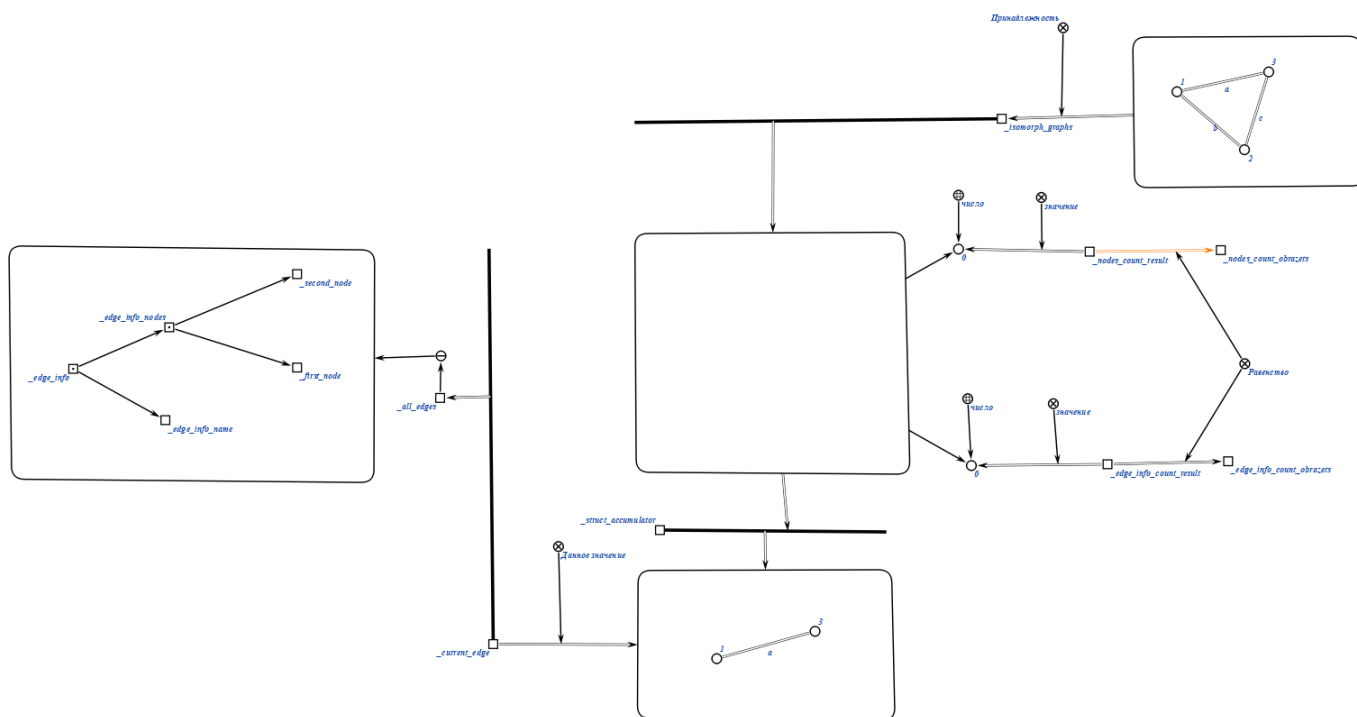 Принадлежность
3
1
a
_isomorph_graphs
b
c
2
число
значение
0
_nodes_count_result
_nodes_count_obrazets
_second_node
_edge_info_nodes
_edge_info
_first_node
Равенство
_all_edges
_edge_info_name
число
значение
0
_edge_info_count_result
_edge_info_count_obrazets
_struct_accumulator
Данное значение
3
1
a
_current_edge